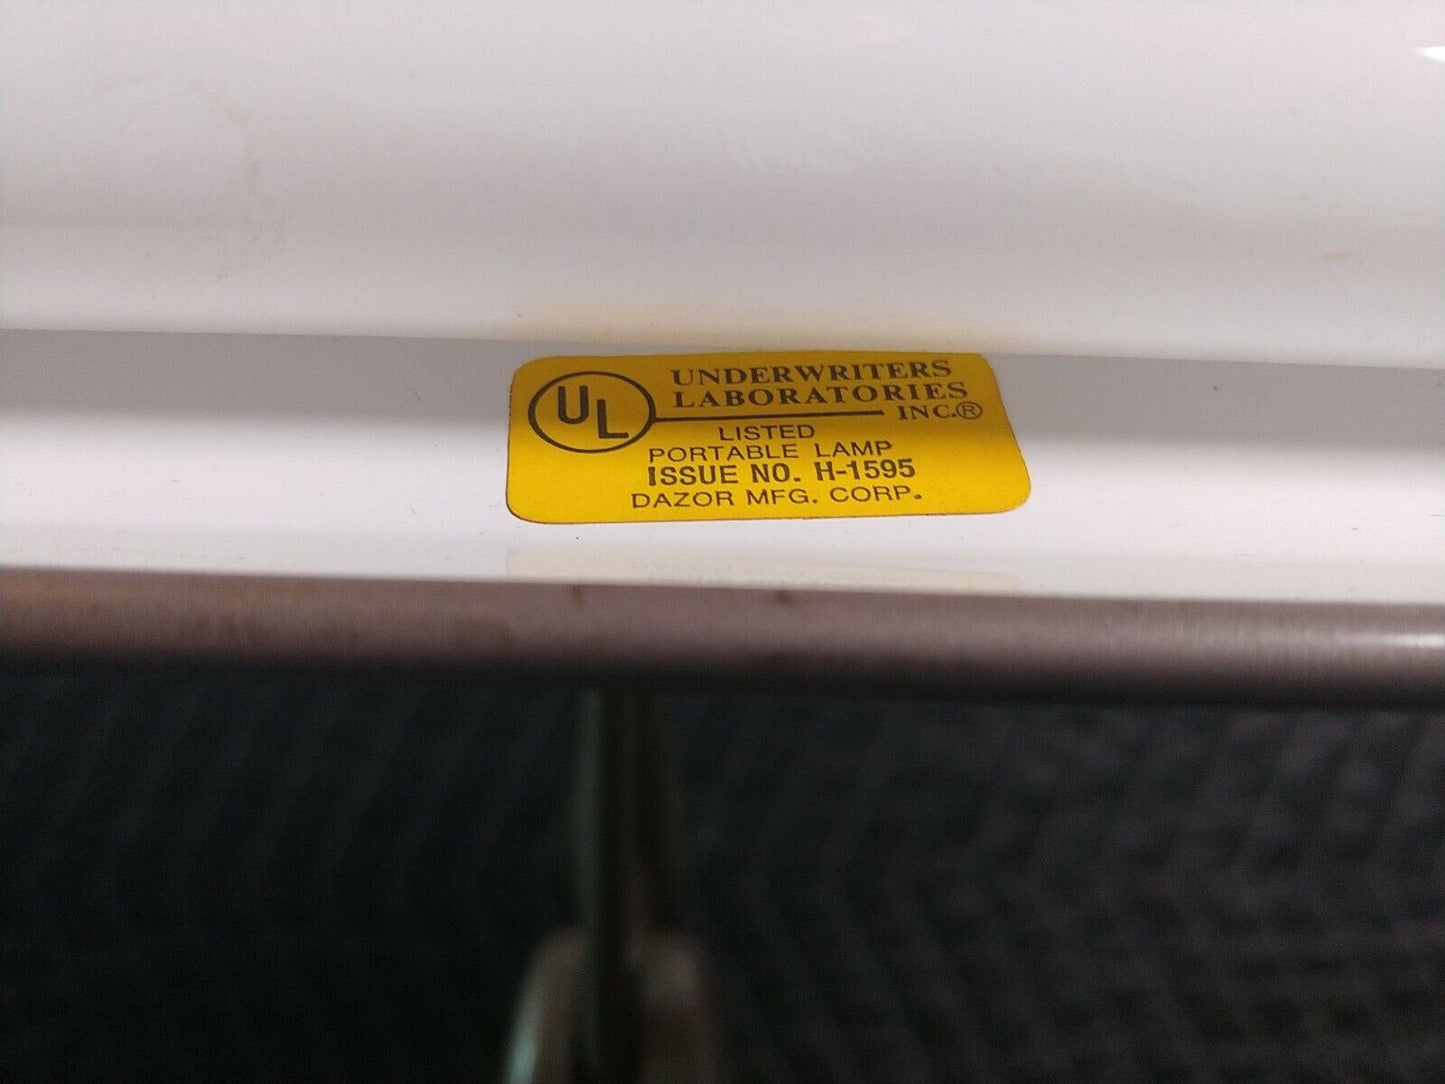 UL
UNDERWRITERS
LABORATORIES
INC.®
LISTED
PORTABLE LAMP
ISSUE NO. H-1595
DAZOR MFG. CORP.